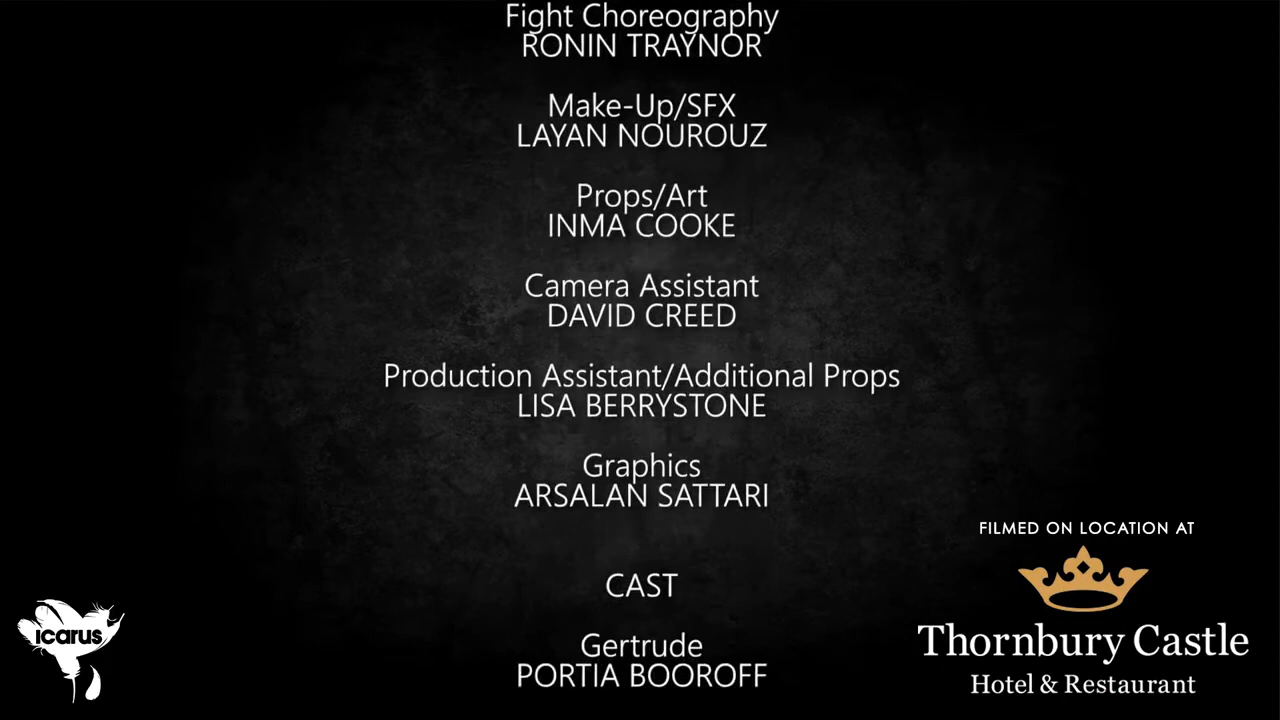 Fight Choreography
RONIN TRAYNOR
Make-Up/SFX
LAYAN NOUROUZ
Props/Art
INMA COOKE
Camera Assistant
DAVID CREED
Production Assistant/Additional Props
LISA BERRYSTONE
Graphics
ARSALAN SATTARI
CAST
Gertrude
PORTIA BOOROFF
icarus
FILMED ON LOCATION AT
Thornbury Castle
Hotel & Restaurant